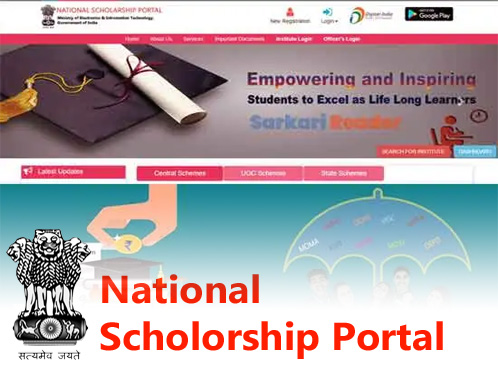 NATIONAL SCHOLARSHIP PORTAL
Ministry of Electronics & Information Technology,
Government of India
New Registration
Login
Digital India
Google Play
Home
About Us
Services
Important Documents
Institute Login
Officer's Login
Empowering and Inspiring
Students to Excel as Life Long Learners
Sarkari Reader
SEARCH FOR INSTITUTE
DASHBOARD
Latest Updates
Central Schemes
UGC Schemes
State Schemes
MOMA
National
Scholorship Portal
सत्यमेव जयते